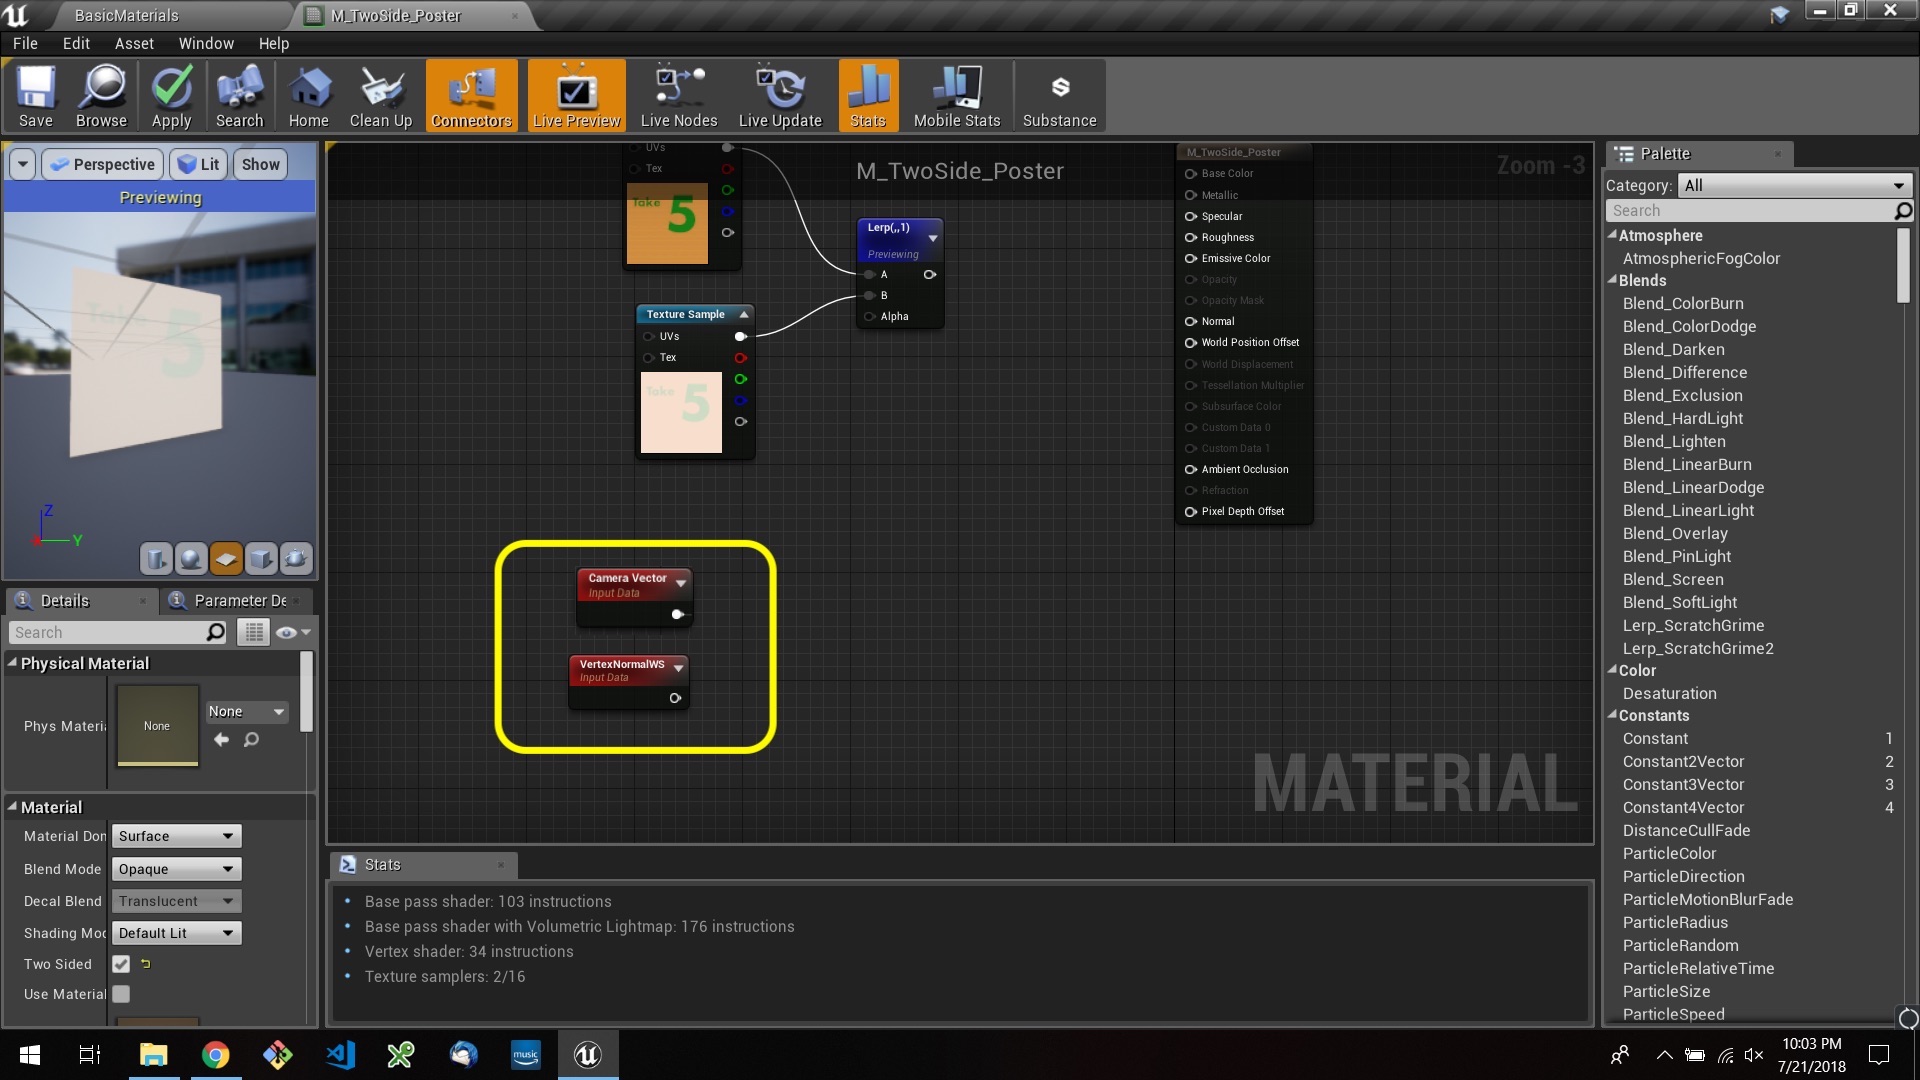 BasicMaterials
M_TwoSide_Poster
File Edit Asset Window Help
Save Browse Apply Search Home Clean Up Connectors Live Preview Live Nodes Live Update Stats Mobile Stats Substance
Perspective Lit Show
Previewing
Take 5
Z
Y
M_TwoSide_Poster
Zoom -3
UVs
Tex
Take 5
Lerp(,,1)
Previewing
A
B
Alpha
Texture Sample
UVs
Tex
Take 5
M_TwoSide_Poster
Base Color
Metallic
Specular
Roughness
Emissive Color
Opacity
Opacity Mask
Normal
World Position Offset
World Displacement
Tessellation Multiplier
Subsurface Color
Custom Data 0
Custom Data 1
Ambient Occlusion
Refraction
Pixel Depth Offset
Camera Vector
Input Data
VertexNormalWS
Input Data
MATERIAL
Details
Parameter De
Search
Physical Material
Phys Materia
None
None
Material
Material Don Surface
Blend Mode Opaque
Decal Blend Translucent
Shading Mod Default Lit
Two Sided
Use Material
Stats
Base pass shader: 103 instructions
Base pass shader with Volumetric Lightmap: 176 instructions
Vertex shader: 34 instructions
Texture samplers: 2/16
Palette
Category: All
Search
Atmosphere
AtmosphericFogColor
Blends
Blend_ColorBurn
Blend_ColorDodge
Blend_Darken
Blend_Difference
Blend_Exclusion
Blend_HardLight
Blend_Lighten
Blend_LinearBurn
Blend_LinearDodge
Blend_LinearLight
Blend_Overlay
Blend_PinLight
Blend_Screen
Blend_SoftLight
Lerp_ScratchGrime
Lerp_ScratchGrime2
Color
Desaturation
Constants
Constant 1
Constant2Vector 2
Constant3Vector 3
Constant4Vector 4
DistanceCullFade
ParticleColor
ParticleDirection
ParticleMotionBlurFade
ParticleRadius
ParticleRandom
ParticleRelativeTime
ParticleSize
ParticleSpeed
music
10:03 PM
7/21/2018